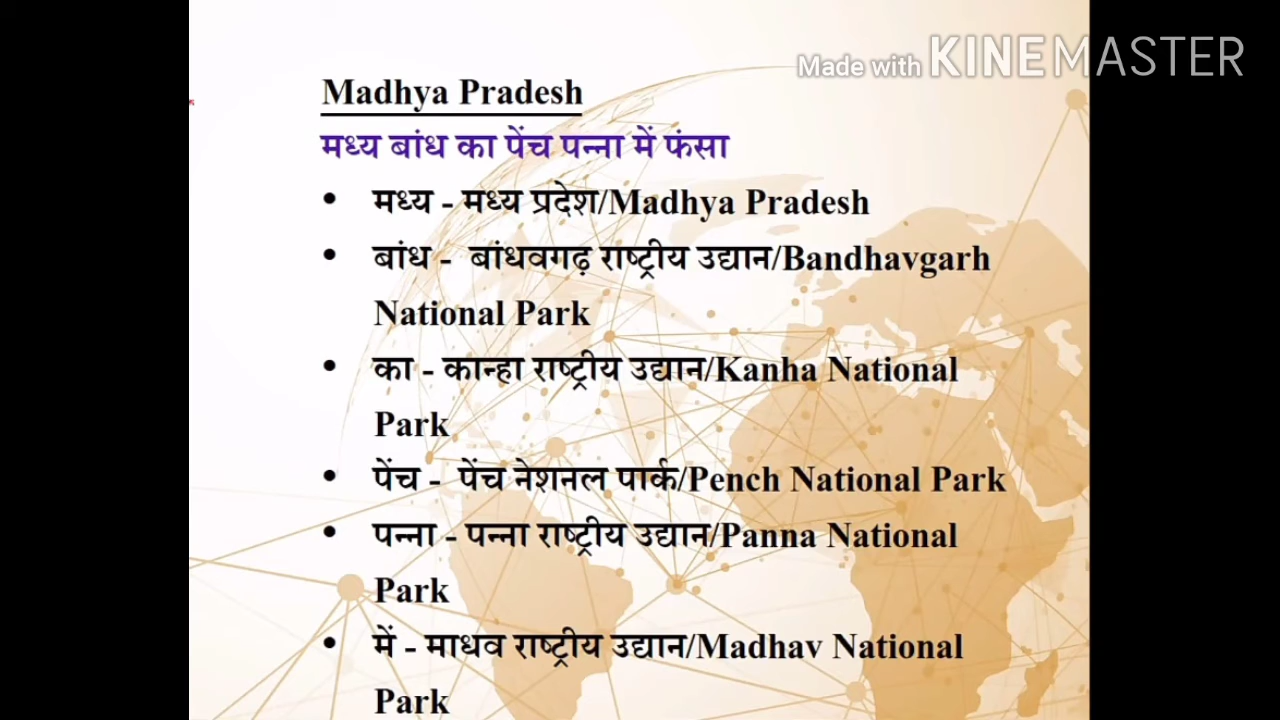 Made with KINEMASTER
Madhya Pradesh
मध्य बांध का पेंच पन्ना में फंसा
• मध्य - मध्य प्रदेश/Madhya Pradesh
• बांध - बांधवगढ़ राष्ट्रीय उद्यान/Bandhavgarh
National Park
• का - कान्हा राष्ट्रीय उद्यान/Kanha National
Park
• पेंच - पेंच नेशनल पार्क/Pench National Park
• पन्ना - पन्ना राष्ट्रीय उद्यान/Panna National
Park
• में - माधव राष्ट्रीय उद्यान/Madhav National
Park